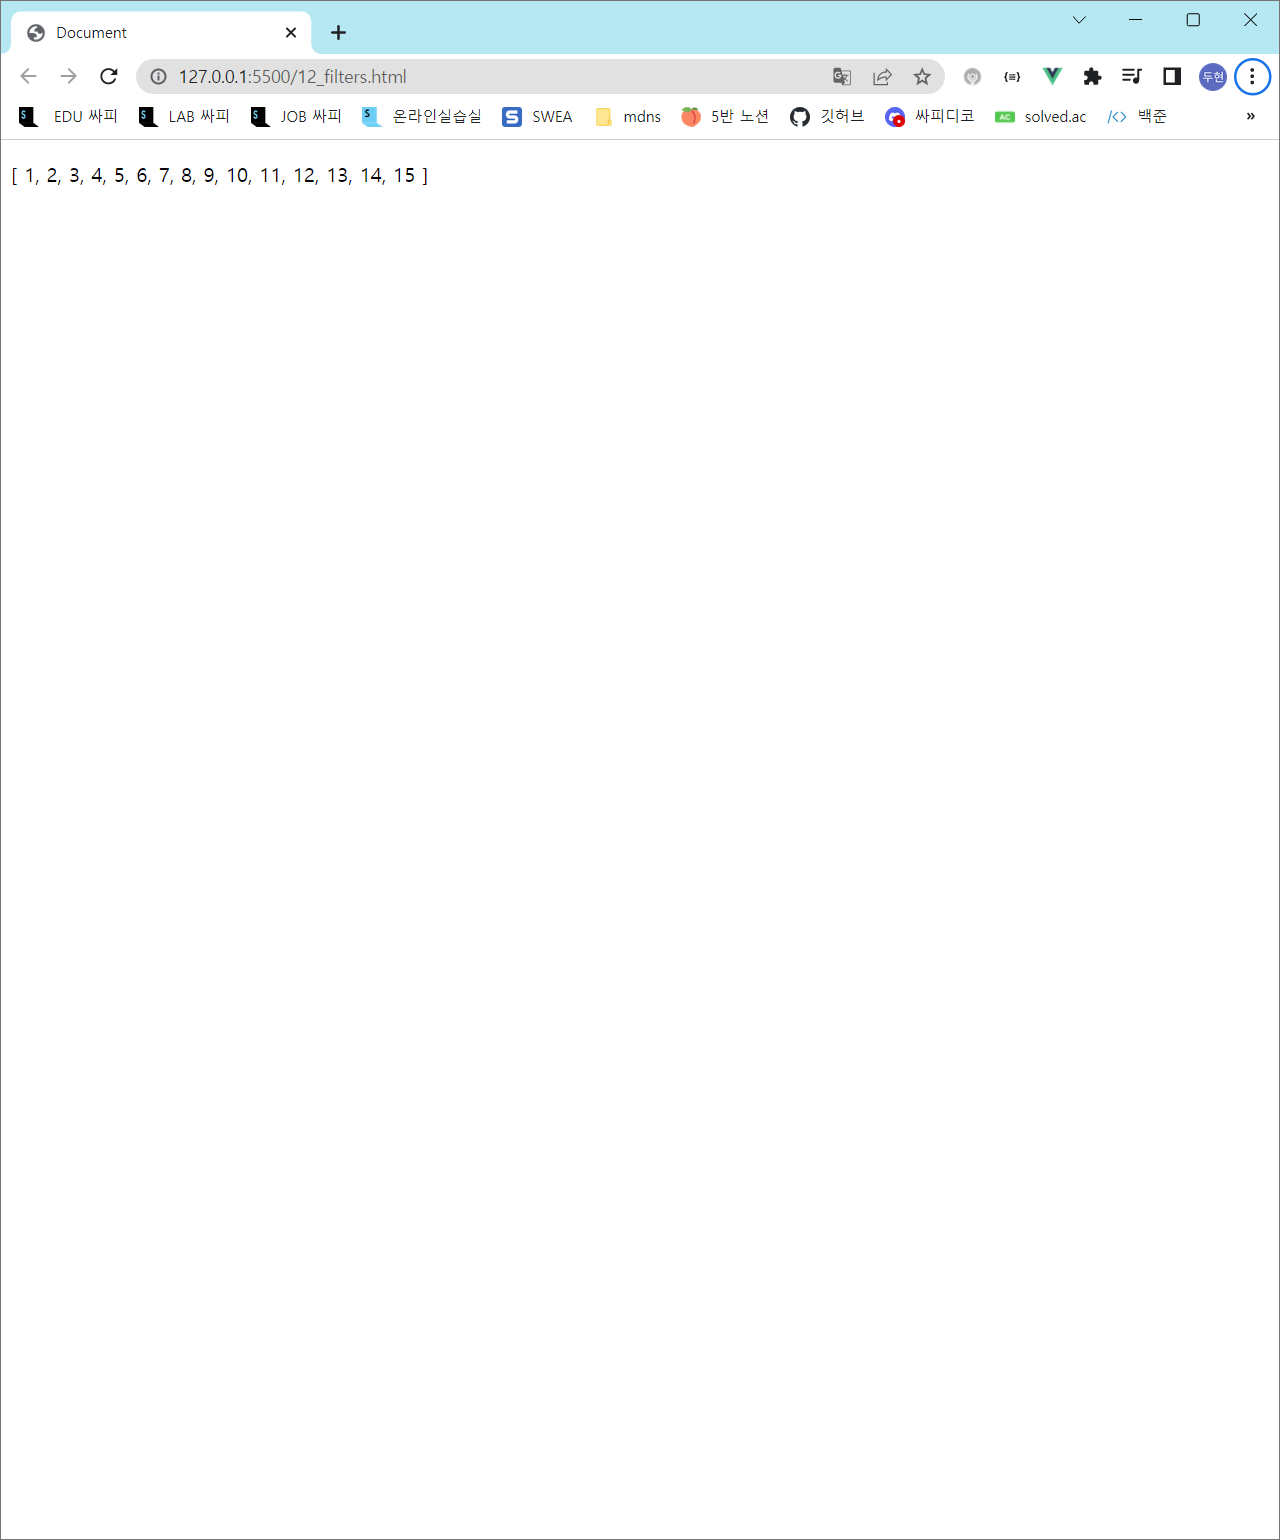 Document
127.0.0.1:5500/12_filters.html
두현
EDU 싸피 LAB 싸피 JOB 싸피 온라인실습실 SWEA mdns 5반 노션 깃허브 싸피디코 solved.ac 백준 »
[ 1, 2, 3, 4, 5, 6, 7, 8, 9, 10, 11, 12, 13, 14, 15 ]